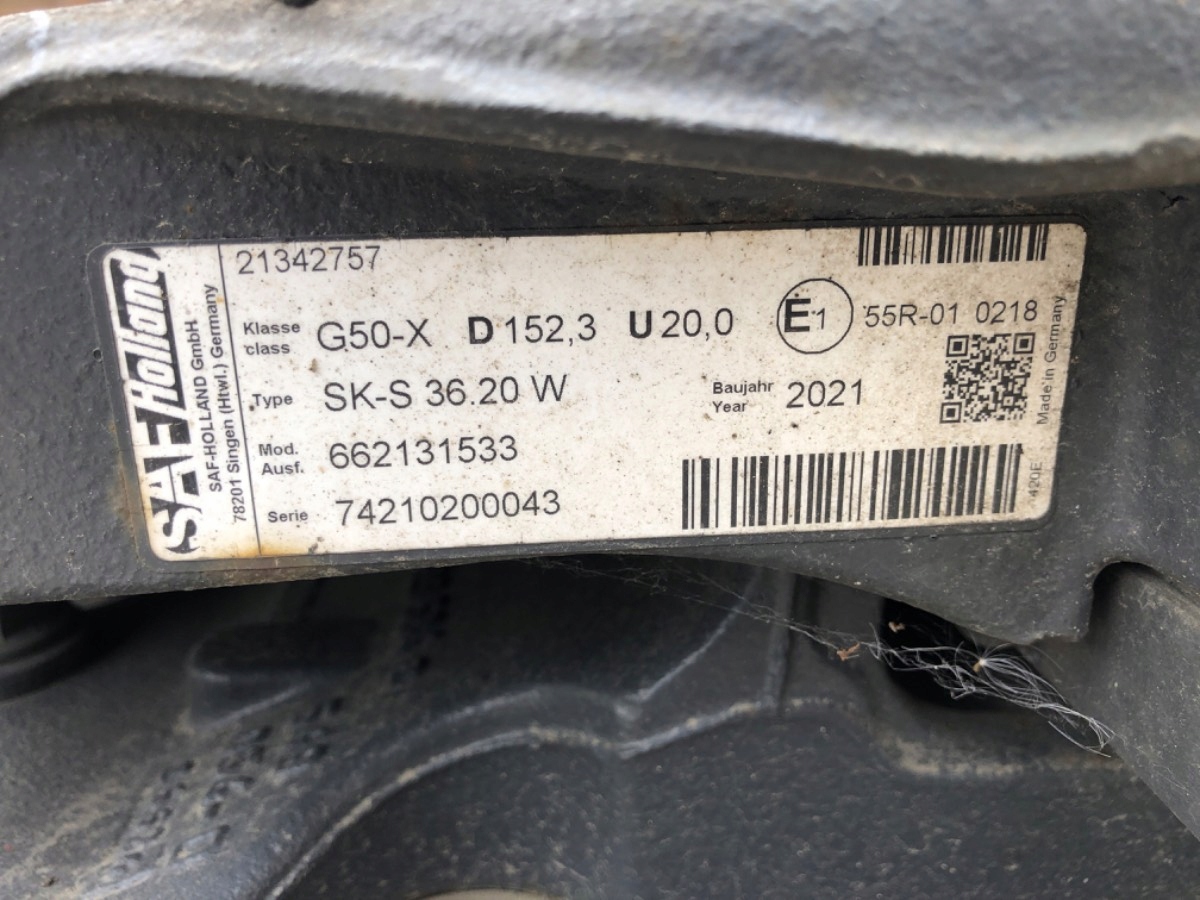 SAF Holland
SAF-HOLLAND GmbH
78201 Singen (Htwl.) Germany
21342757
Klasse
class
G50-X D 152,3 U 20,0 E1 55R-01 0218
Type SK-S 36.20 W
Baujahr
Year
2021
Mod.
Ausf.
662131533
Serie 74210200043
Made in Germany
420E